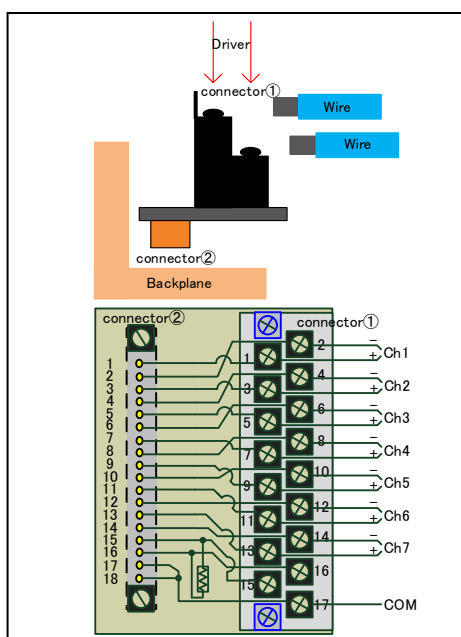 Driver
connector①
Wire
Wire
connector②
Backplane
connector②
connector①
1
2
3
4
5
6
7
8
9
10
11
12
13
14
15
16
17
18
2
1
4
3
6
5
8
7
10
9
12
11
14
13
16
15
17
− 
+ Ch1
−
+ Ch2
−
+ Ch3
−
+ Ch4
−
+ Ch5
−
+ Ch6
−
+ Ch7
COM